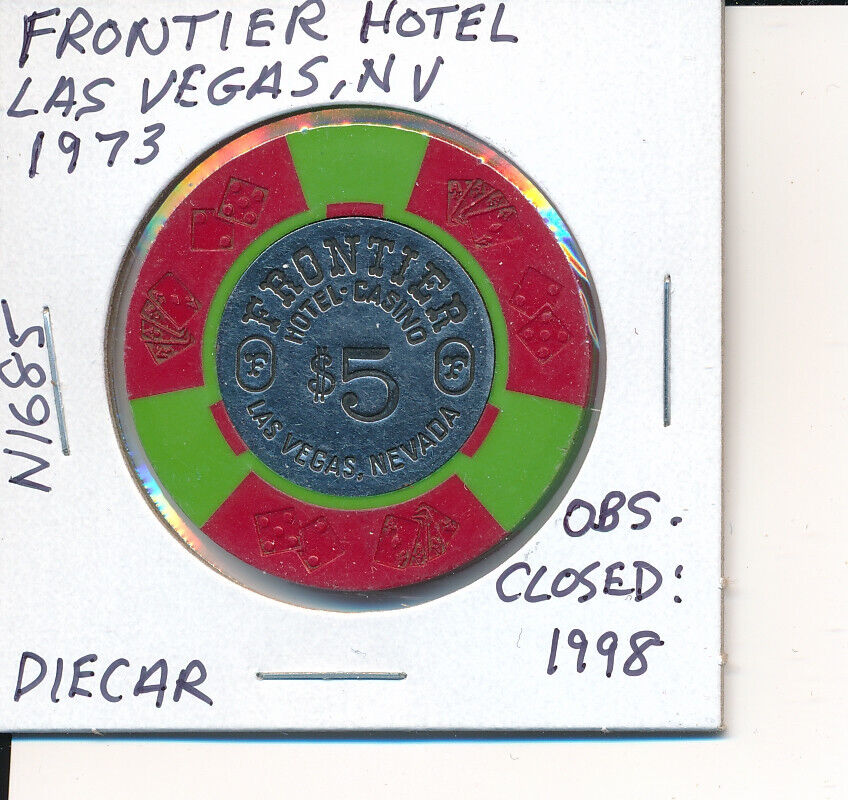 FRONTIER HOTEL
LAS VEGAS, NV
1973
FRONTIER
HOTEL·CASINO
F
$5
F
LAS VEGAS, NEVADA
N1685
OBS.
CLOSED:
1998
DIECAR